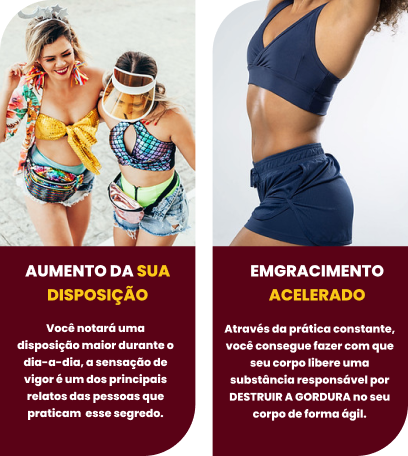 AUMENTO DA SUA
DISPOSIÇÃO
Você notará uma
disposição maior durante o
dia-a-dia, a sensação de
vigor é um dos principais
relatos das pessoas que
praticam esse segredo.
EMGRACIMENTO
ACELERADO
Através da prática constante,
você consegue fazer com que
seu corpo libere uma
substância responsável por
DESTRUIR A GORDURA no seu
corpo de forma ágil.